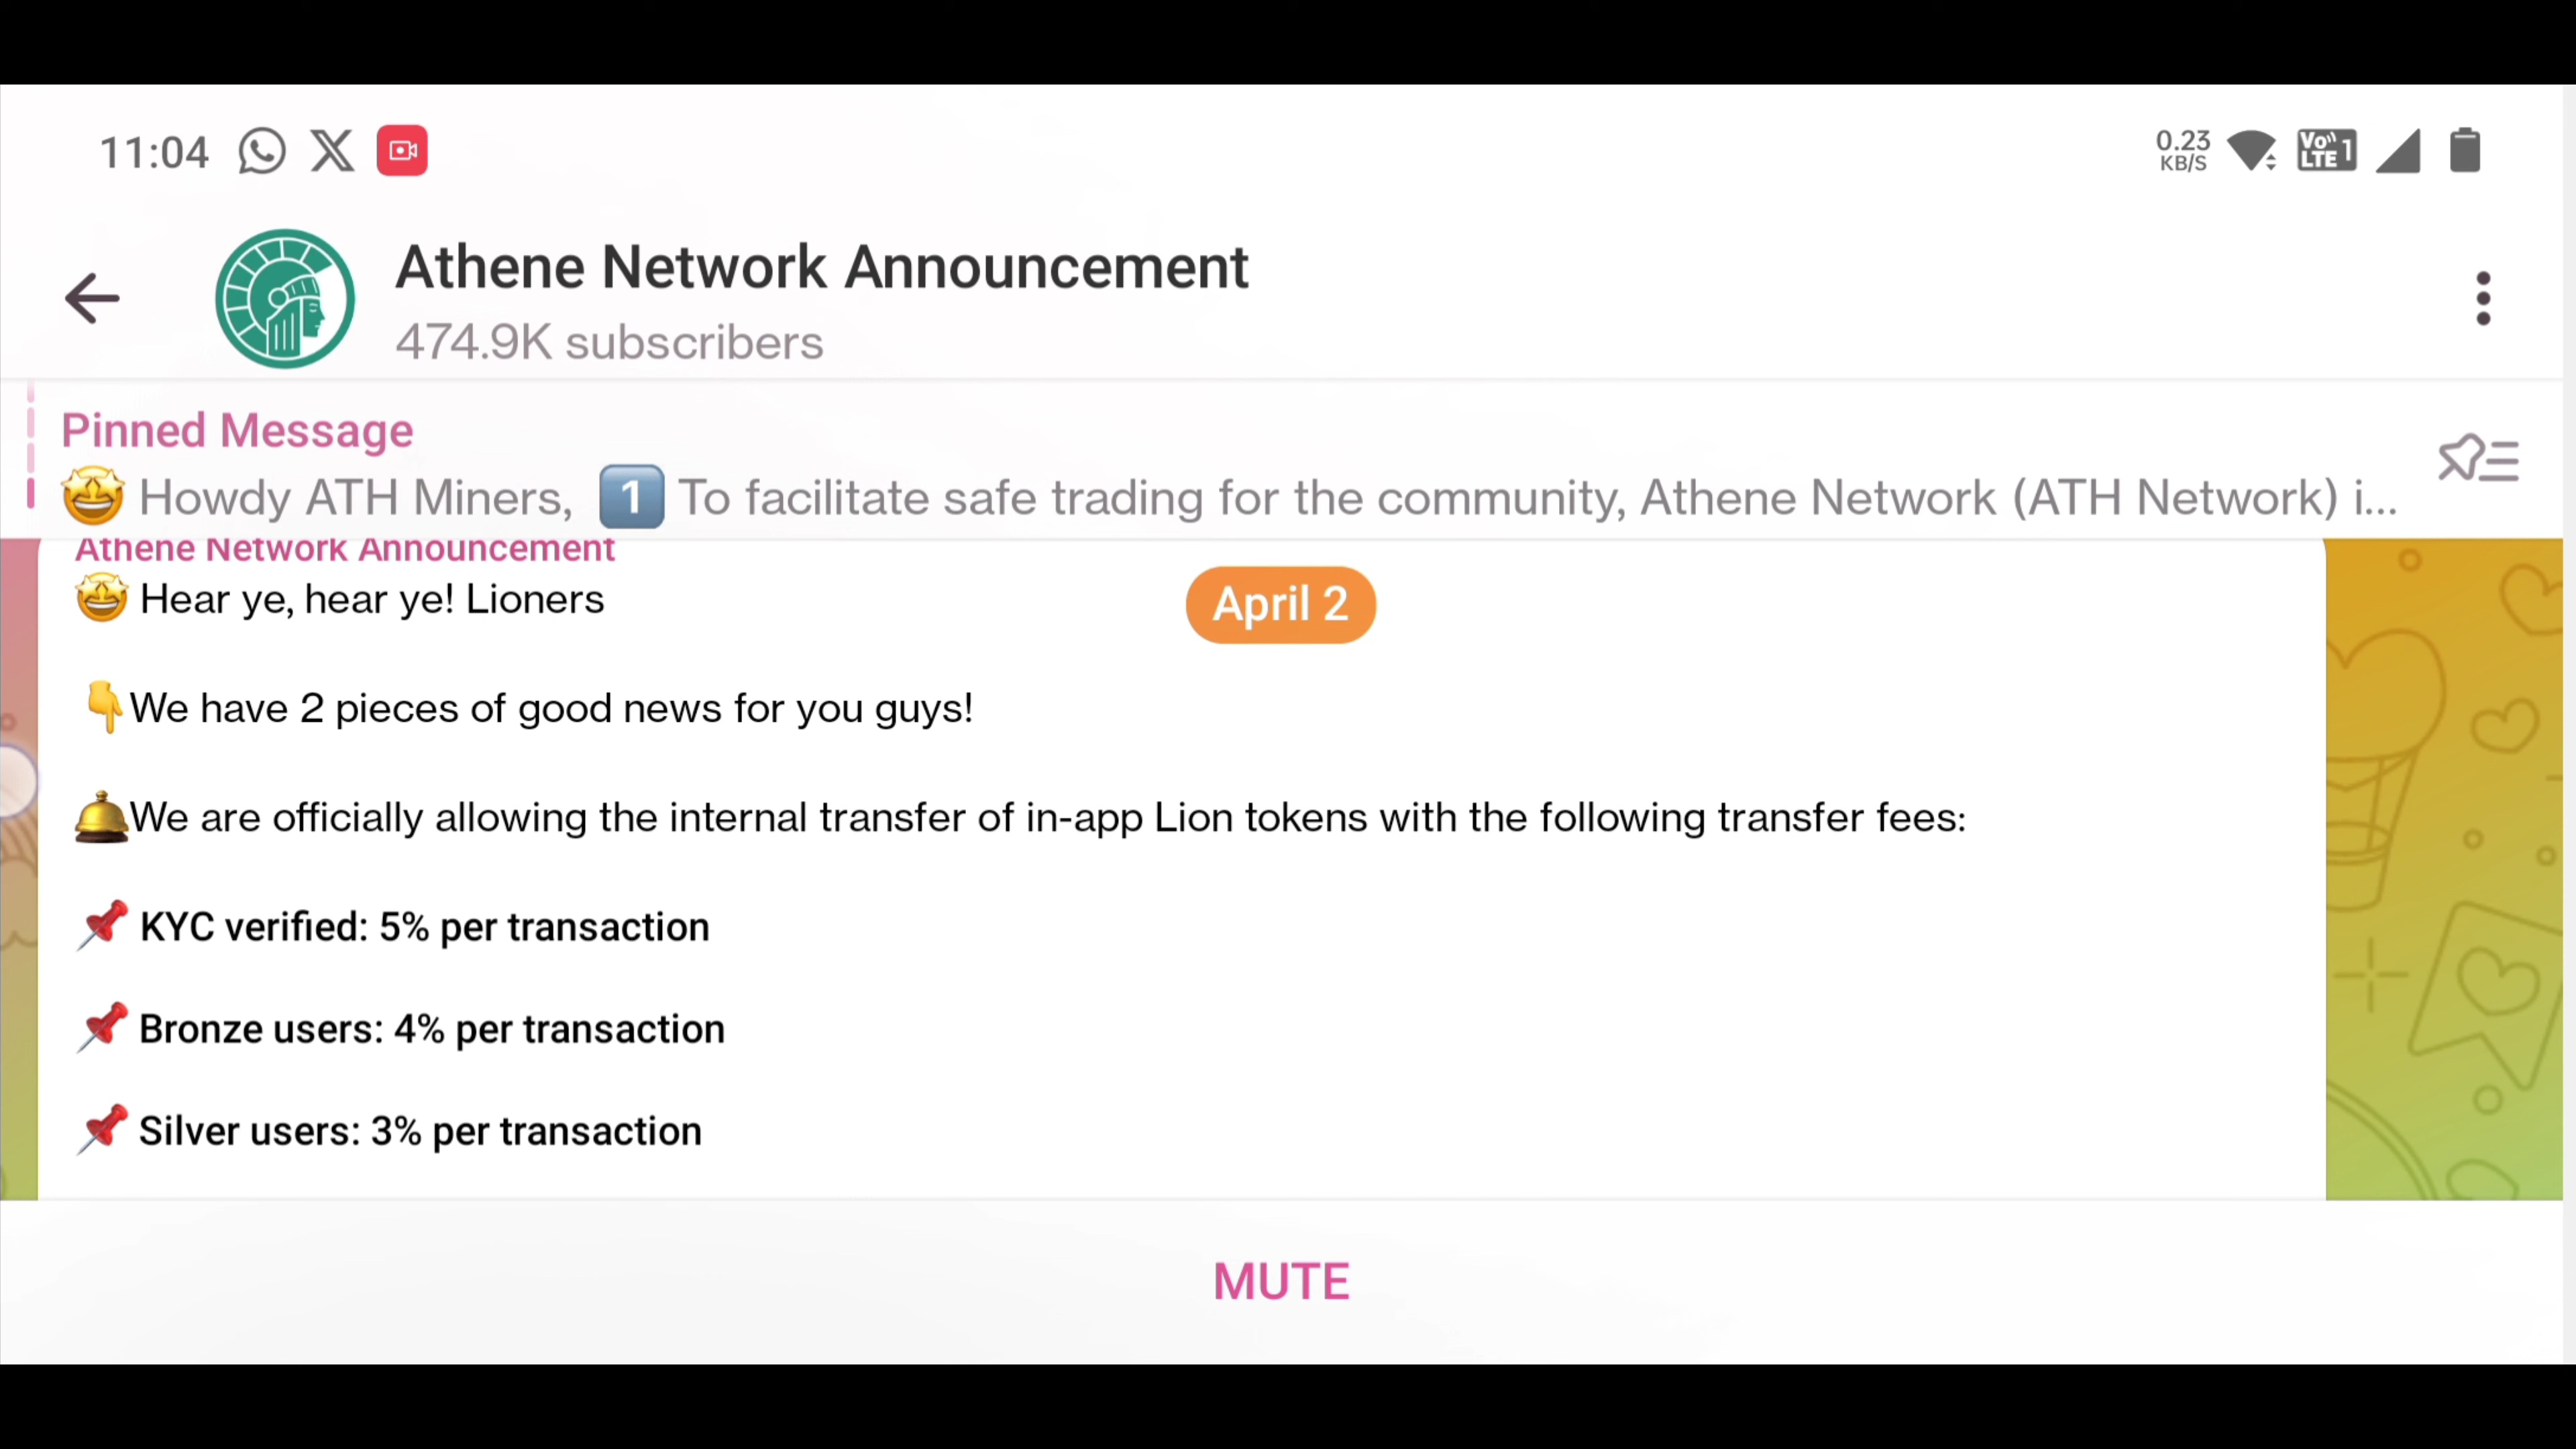 11:04
0.23 KB/S
Vo)) LTE 1
Athene Network Announcement
474.9K subscribers
Pinned Message
🤩 Howdy ATH Miners, 1️⃣ To facilitate safe trading for the community, Athene Network (ATH Network) i...
Athene Network Announcement
🤩 Hear ye, hear ye! Lioners
April 2
👇We have 2 pieces of good news for you guys!
🛎We are officially allowing the internal transfer of in-app Lion tokens with the following transfer fees:
📌 KYC verified: 5% per transaction
📌 Bronze users: 4% per transaction
📌 Silver users: 3% per transaction
MUTE